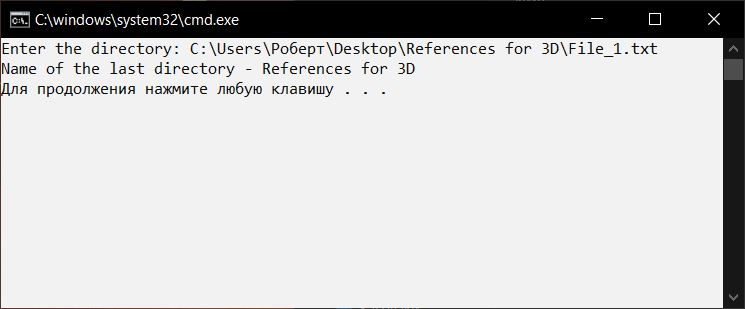 C:\windows\system32\cmd.exe
Enter the directory: C:\Users\Роберт\Desktop\References for 3D\File_1.txt
Name of the last directory - References for 3D
Для продолжения нажмите любую клавишу . . .